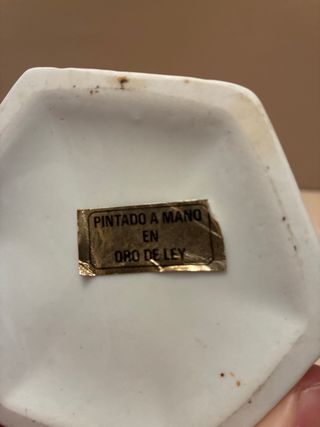 PINTADO A MANO
EN
ORO DE LEY